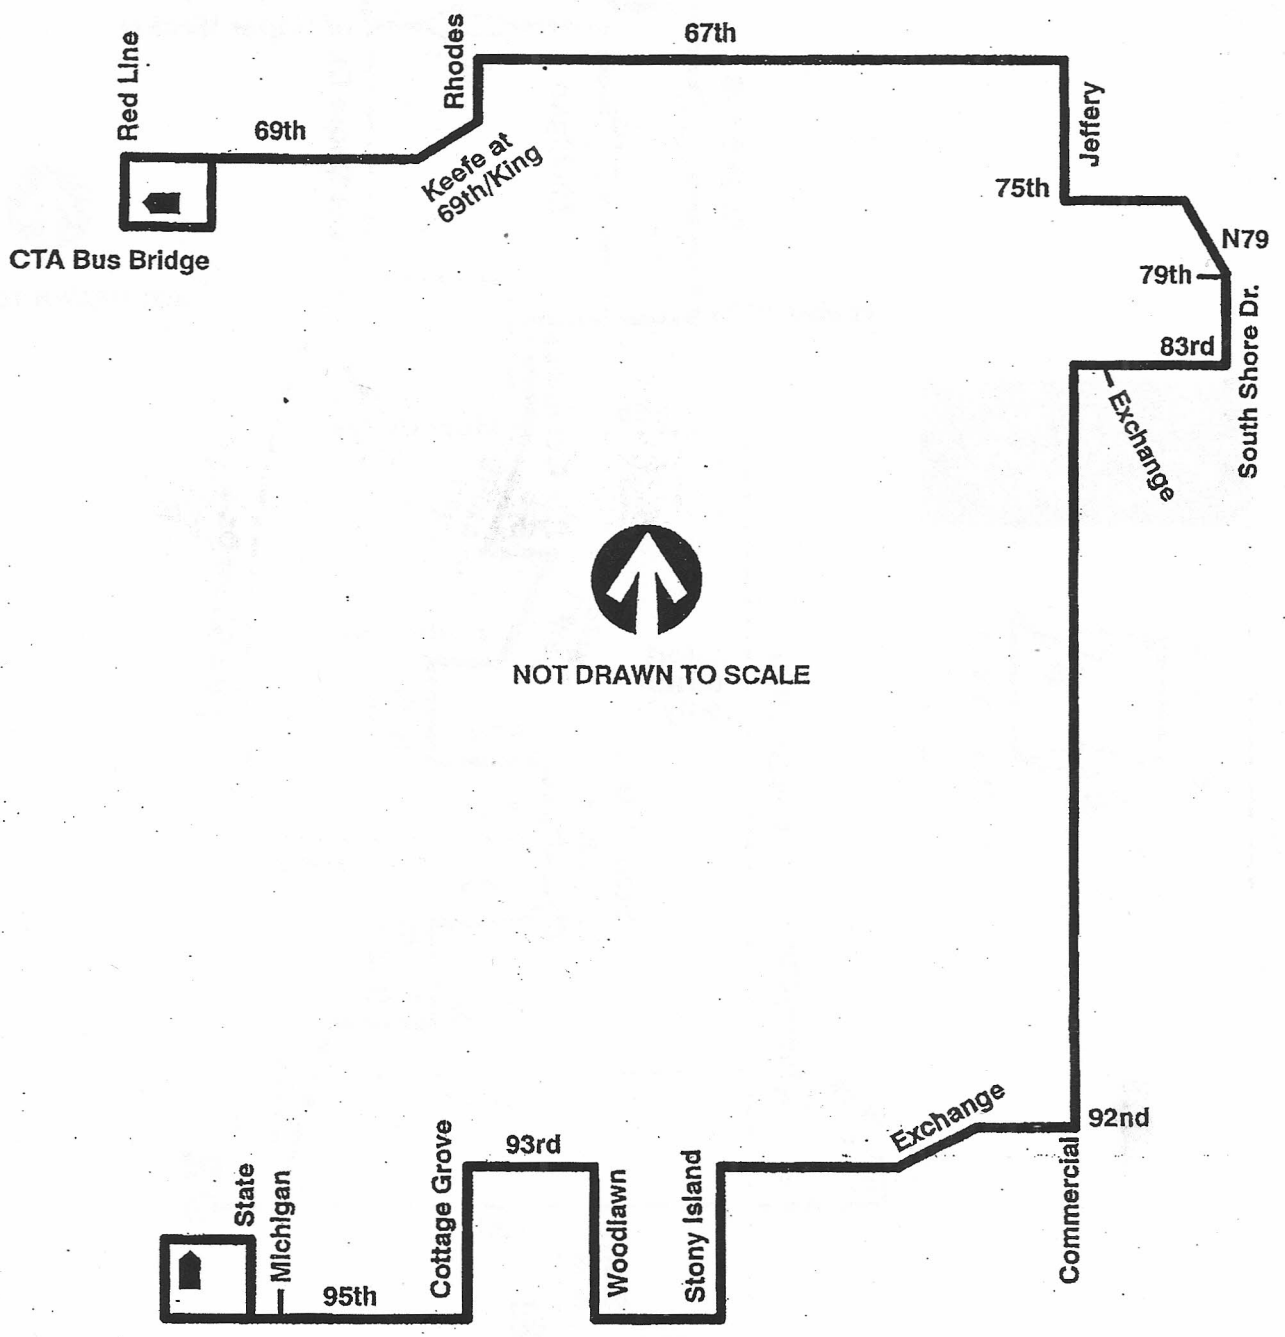 67th
Rhodes
Red Line
69th
Keefe at
69th/King
Jeffery
75th
CTA Bus Bridge
N79
79th
South Shore Dr.
83rd
Exchange
NOT DRAWN TO SCALE
Exchange
92nd
Commercial
93rd
Cottage Grove
Woodlawn
Stony Island
State
Michigan
95th